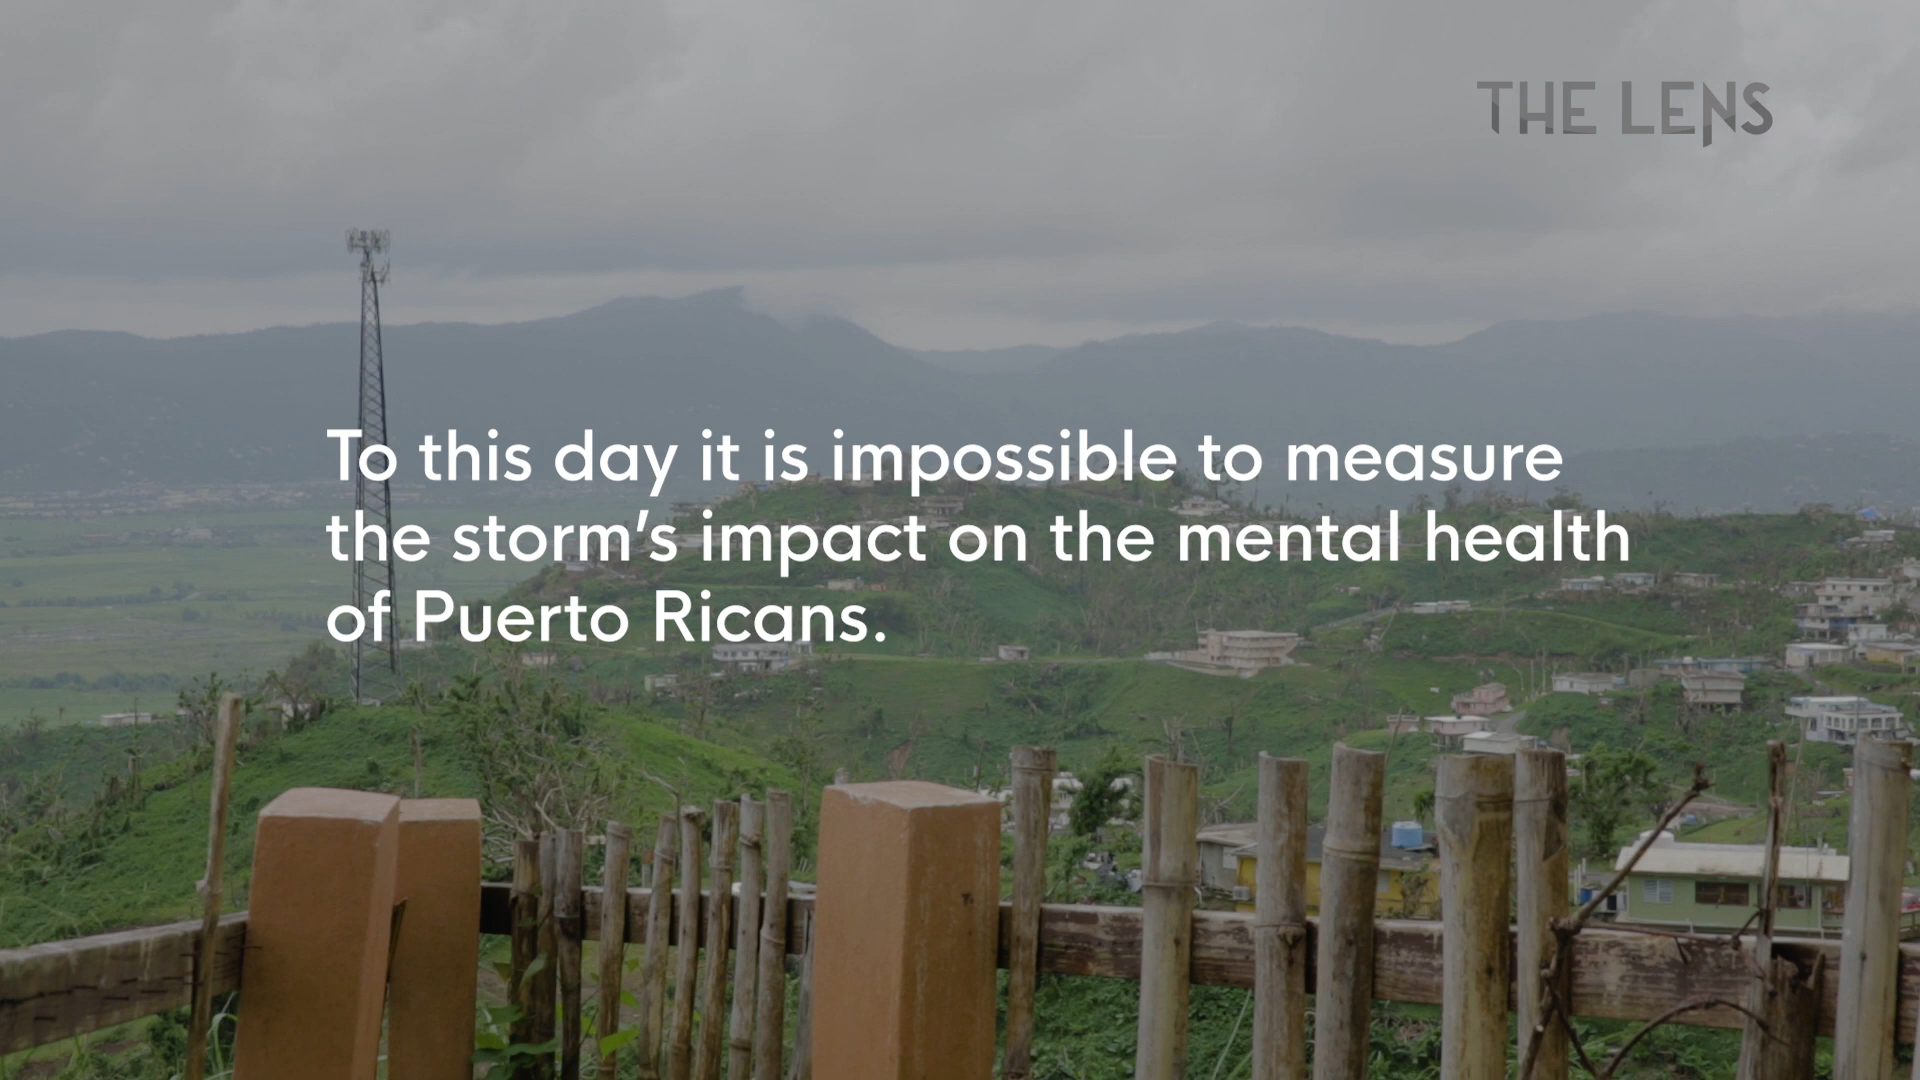 THE LENS
To this day it is impossible to measure
the storm's impact on the mental health
of Puerto Ricans.